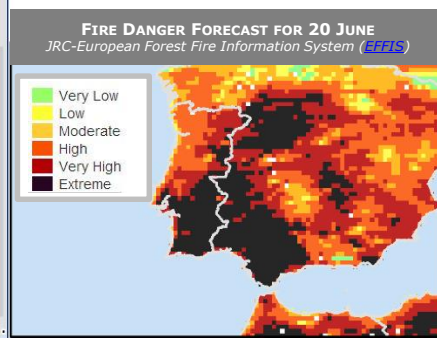 FIRE DANGER FORECAST FOR 20 JUNE
JRC-European Forest Fire Information System (EFFIS)
Very Low
Low
Moderate
High
Very High
Extreme